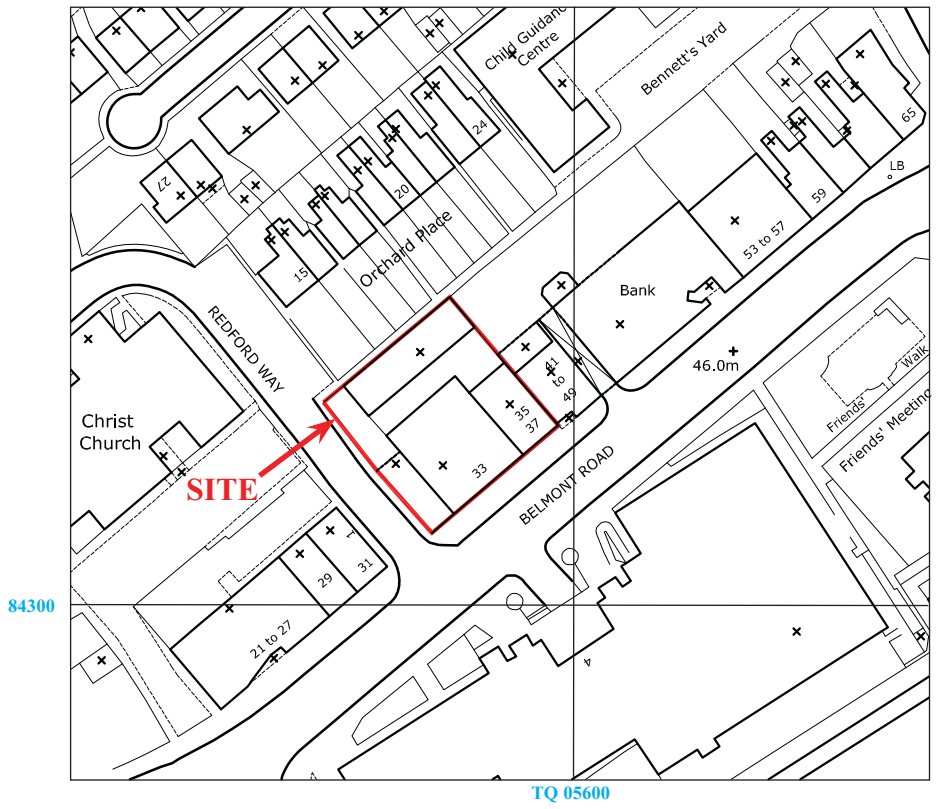 Child Guidance
Centre
Bennett's Yard
65
LB
59
53 to 57
24
20
27
15
Orchard Place
Bank
46.0m
REDFORD WAY
41
to
49
35
37
33
Christ
Church
SITE
BELMONT ROAD
Friends'
Walk
Friends' Meeting
1
29
31
21 to 27
4
84300
TQ 05600